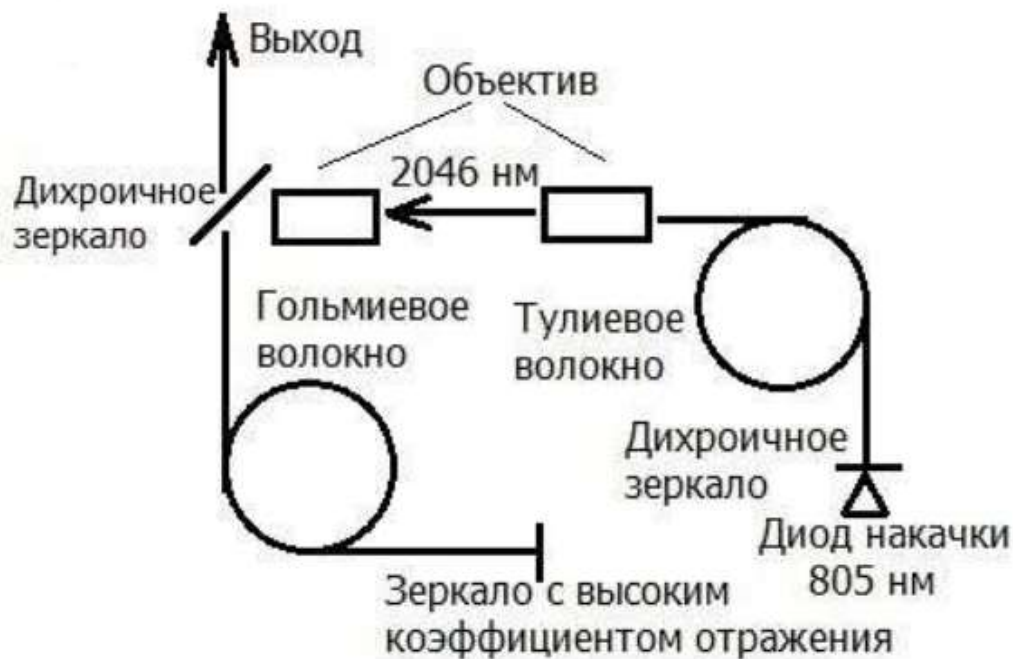 Выход
Объектив
2046 нм
Дихроичное
зеркало
Гольмиевое
волокно
Тулиевое
волокно
Дихроичное
зеркало
Диод накачки
805 нм
Зеркало с высоким
коэффициентом отражения